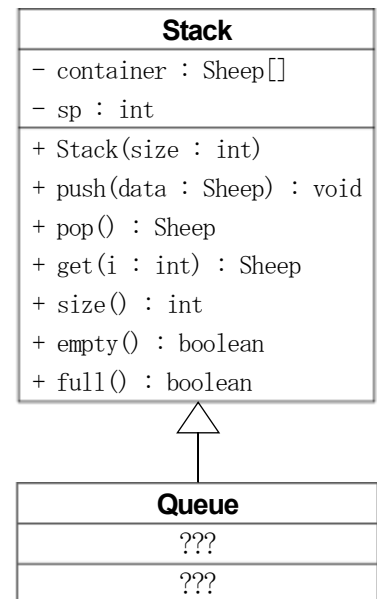 Stack
- container : Sheep[]
- sp : int
+ Stack(size : int)
+ push(data : Sheep) : void
+ pop() : Sheep
+ get(i : int) : Sheep
+ size() : int
+ empty() : boolean
+ full() : boolean
Queue
???
???